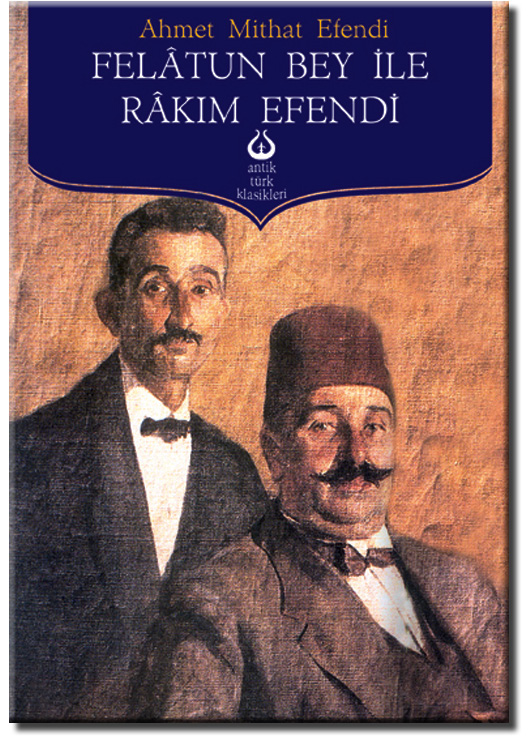 Ahmet Mithat Efendi
FELÂTUN BEY İLE
RÂKIM EFENDİ
antik
türk
klasikleri